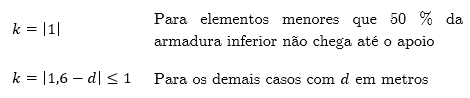 k = |1|
Para elementos menores que 50 % da
armadura inferior não chega até o apoio
k = |1,6 − d| ≤ 1 Para os demais casos com d em metros